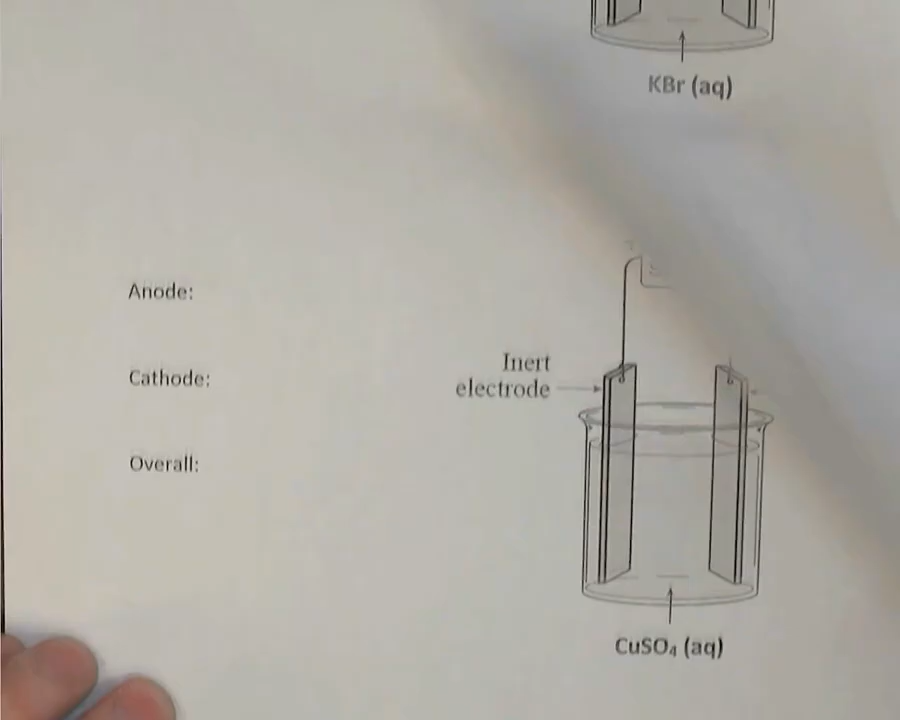 KBr (aq)
Anode:
Inert
electrode
Cathode:
Overall:
CuSO₄ (aq)